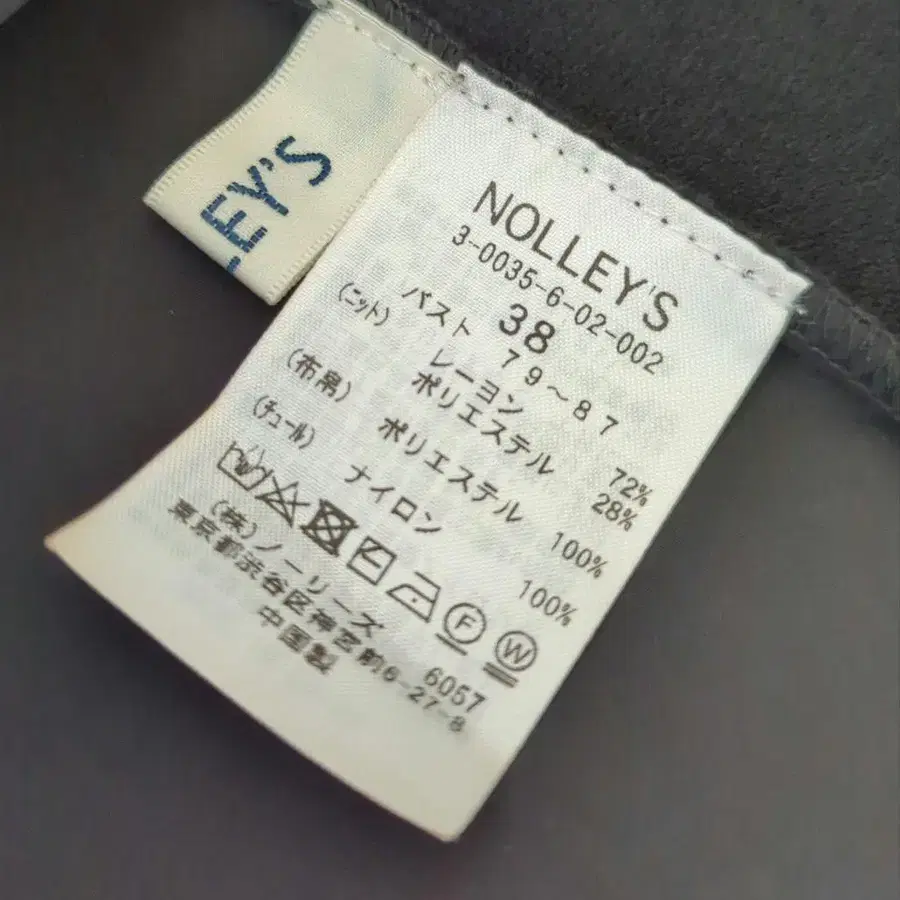 LEY'S
NOLLEY'S
3-0035-6-02-002
38
バスト 79~87
(ニット) レーヨン 72%
ポリエステル 28%
(布帛) ポリエステル 100%
(チュール) ナイロン 100%
F W
(株)ノーリーズ 6057
東京都渋谷区神宮前6-27-8
中国製